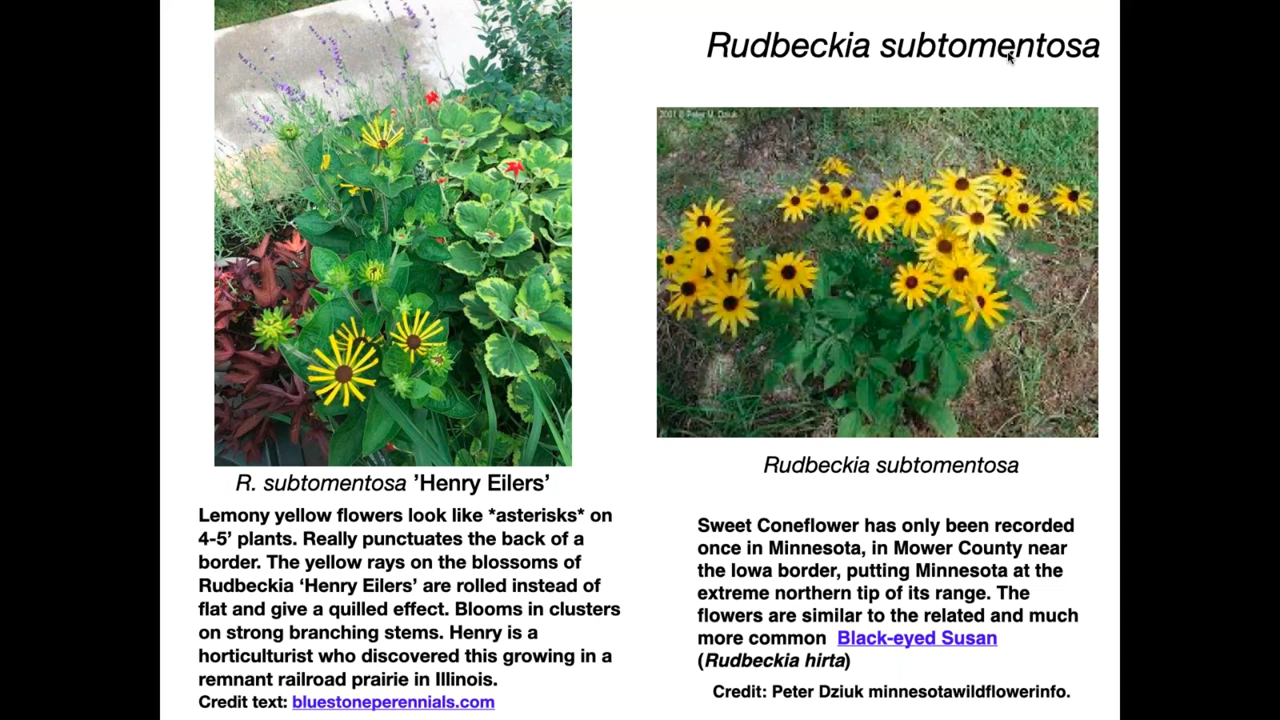 Rudbeckia subtomentosa
2001 © Peter M. Dziuk
R. subtomentosa ’Henry Eilers’
Lemony yellow flowers look like *asterisks* on
4-5’ plants. Really punctuates the back of a
border. The yellow rays on the blossoms of
Rudbeckia ‘Henry Eilers’ are rolled instead of
flat and give a quilled effect. Blooms in clusters
on strong branching stems. Henry is a
horticulturist who discovered this growing in a
remnant railroad prairie in Illinois.
Credit text: bluestoneperennials.com
Rudbeckia subtomentosa
Sweet Coneflower has only been recorded
once in Minnesota, in Mower County near
the Iowa border, putting Minnesota at the
extreme northern tip of its range. The
flowers are similar to the related and much
more common Black-eyed Susan
(Rudbeckia hirta)
Credit: Peter Dziuk minnesotawildflowerinfo.